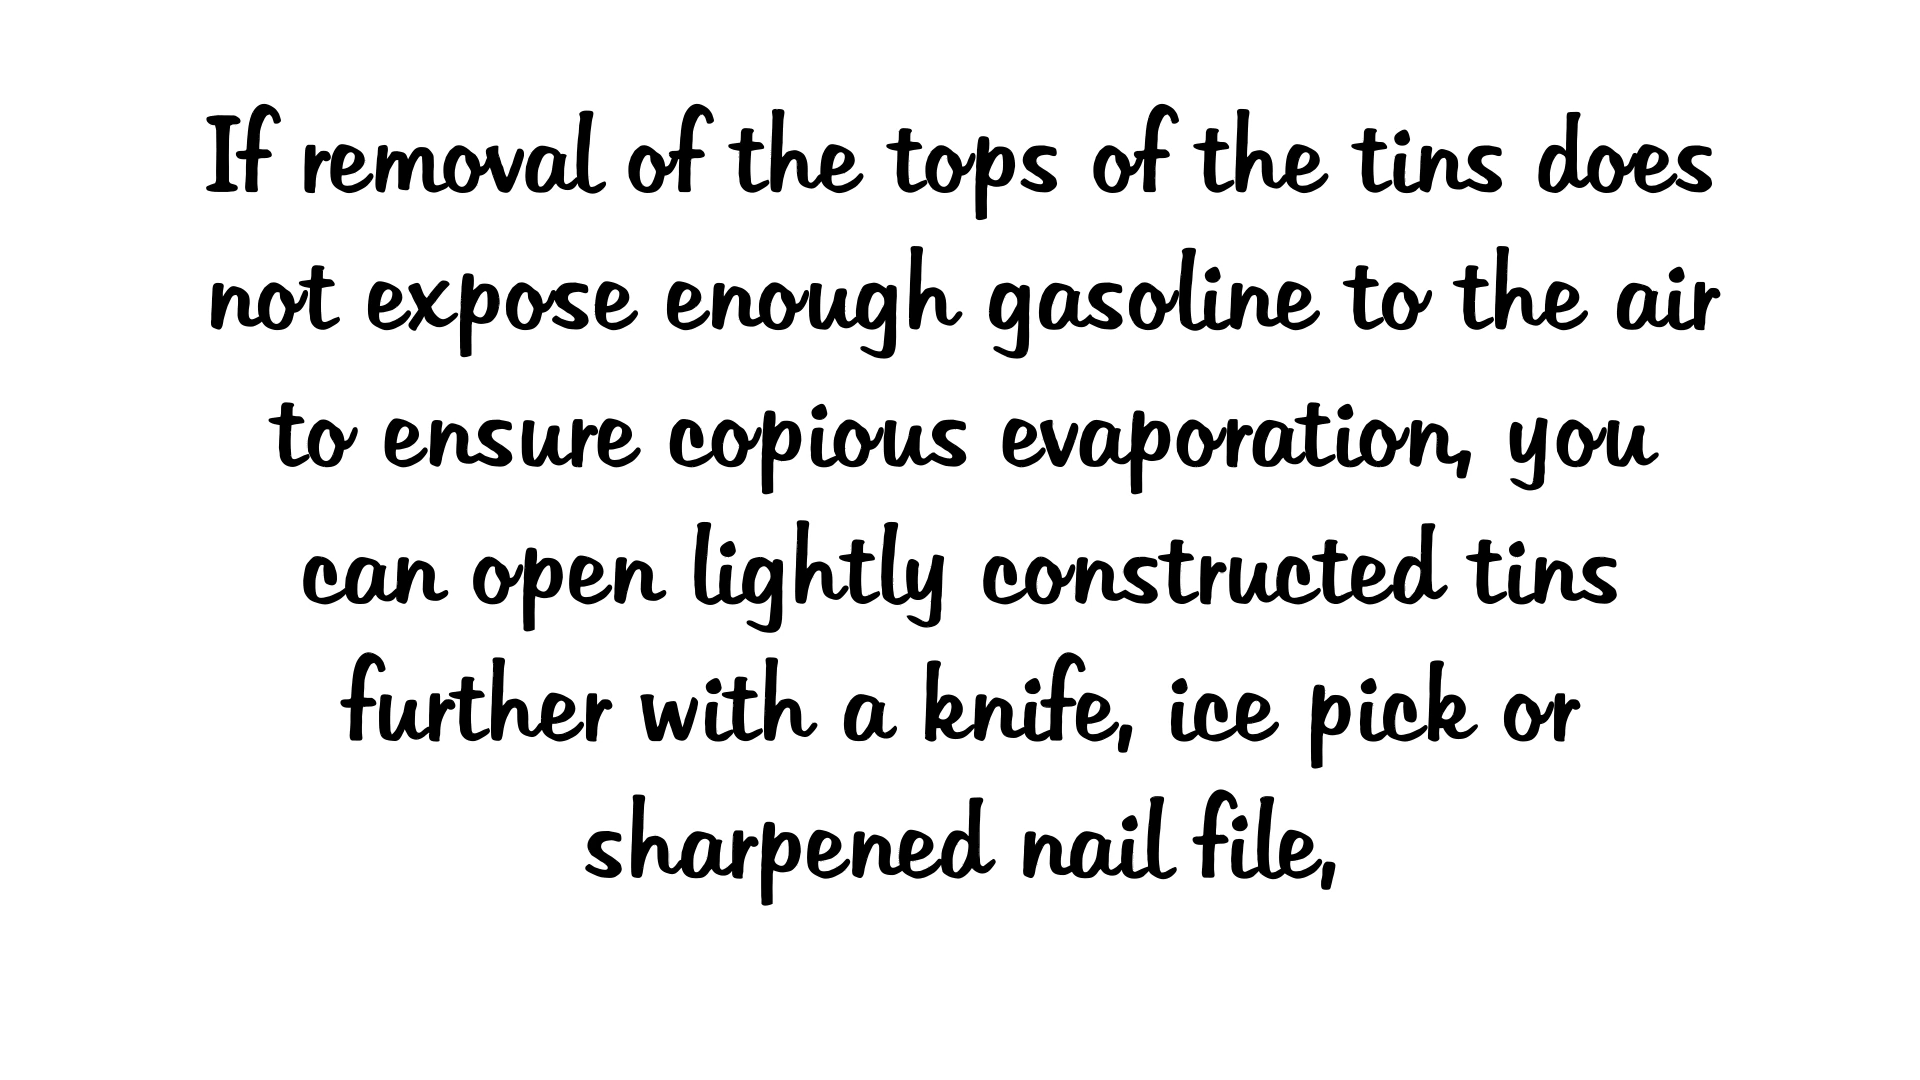 If removal of the tops of the tins does
not expose enough gasoline to the air
to ensure copious evaporation, you
can open lightly constructed tins
further with a knife, ice pick or
sharpened nail file,